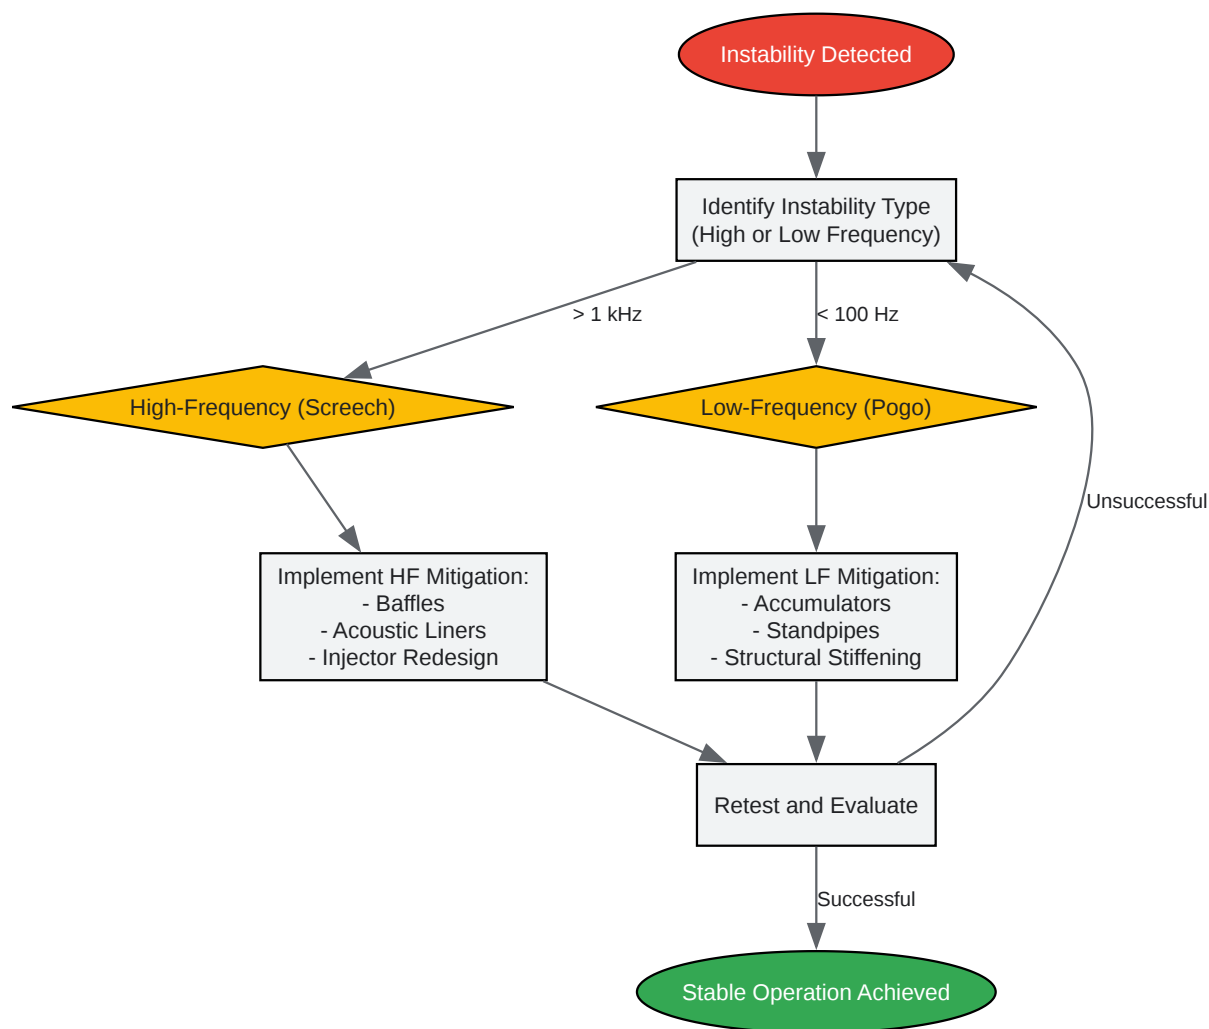 Instability Detected
Identify Instability Type
(High or Low Frequency)
> 1 kHz
< 100 Hz
High-Frequency (Screech)
Low-Frequency (Pogo)
Unsuccessful
Implement HF Mitigation:
- Baffles
- Acoustic Liners
- Injector Redesign
Implement LF Mitigation:
- Accumulators
- Standpipes
- Structural Stiffening
Retest and Evaluate
Successful
Stable Operation Achieved